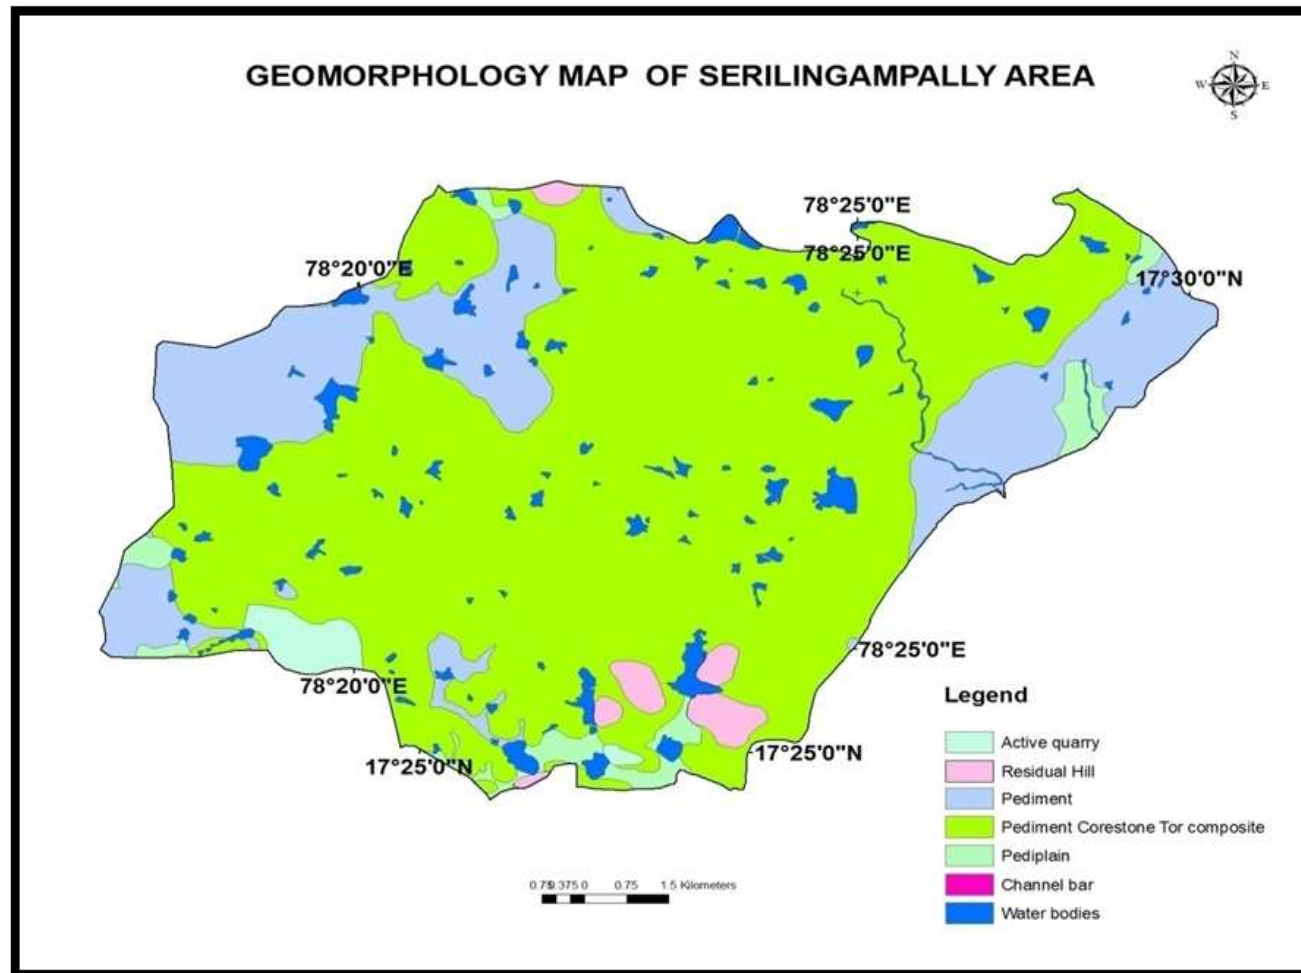 GEOMORPHOLOGY MAP OF SERILINGAMPALLY AREA
N
W E
S
78°25'0"E
78°25'0"E
78°20'0"E
17°30'0"N
78°25'0"E
78°20'0"E
17°25'0"N
17°25'0"N
Legend
Active quarry
Residual Hill
Pediment
Pediment Corestone Tor composite
Pediplain
Channel bar
Water bodies
0.75 0.375 0 0.75 1.5 Kilometers